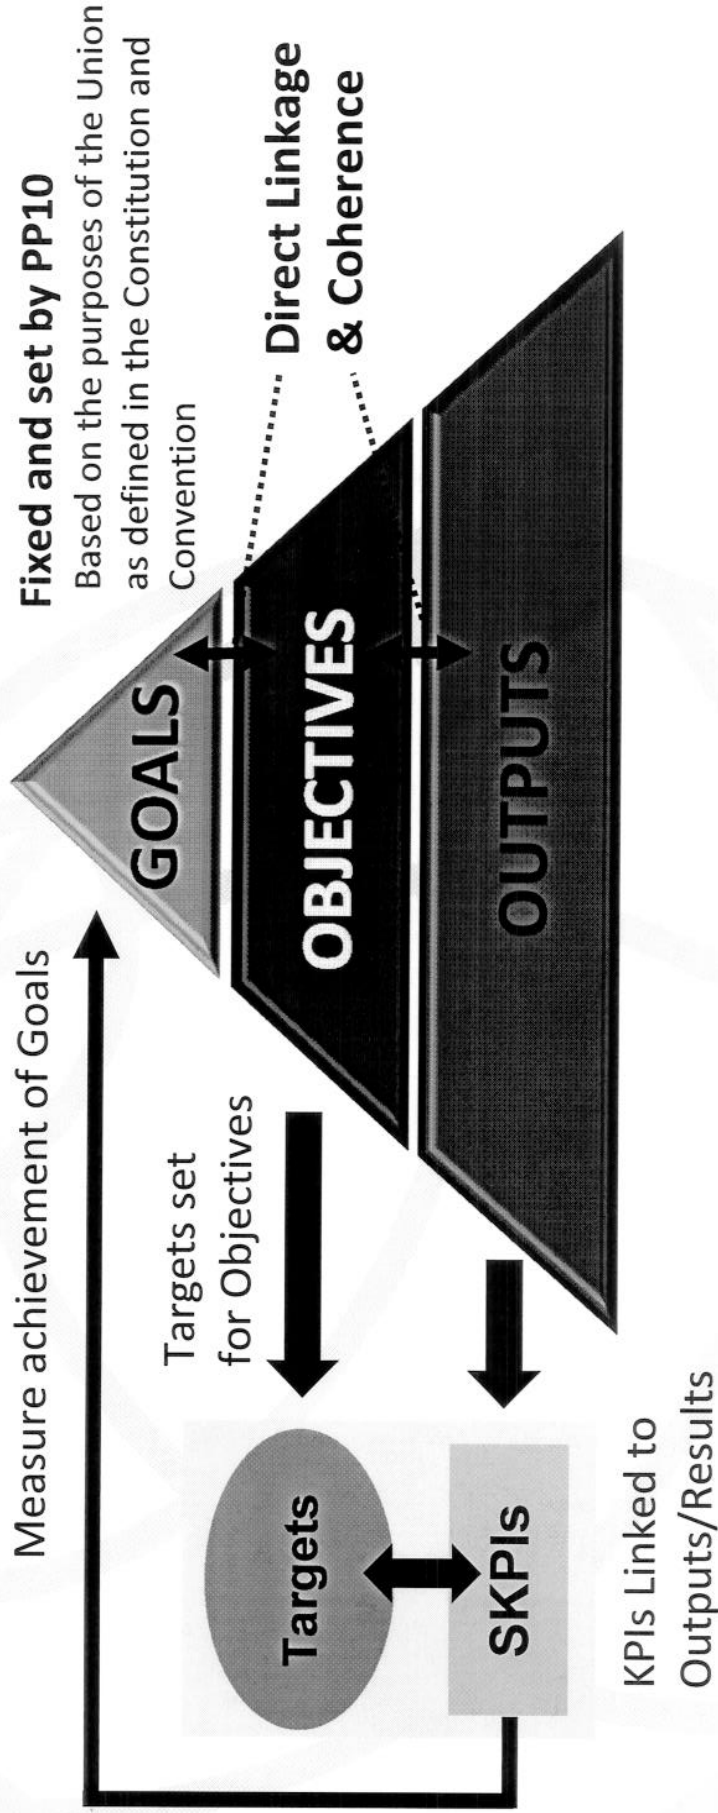 Measure achievement of Goals
Fixed and set by PP10
Based on the purposes of the Union
as defined in the Constitution and
Convention
GOALS
Direct Linkage
& Coherence
Targets set
for Objectives
OBJECTIVES
Targets
OUTPUTS
SKPIs
KPIs Linked to
Outputs/Results